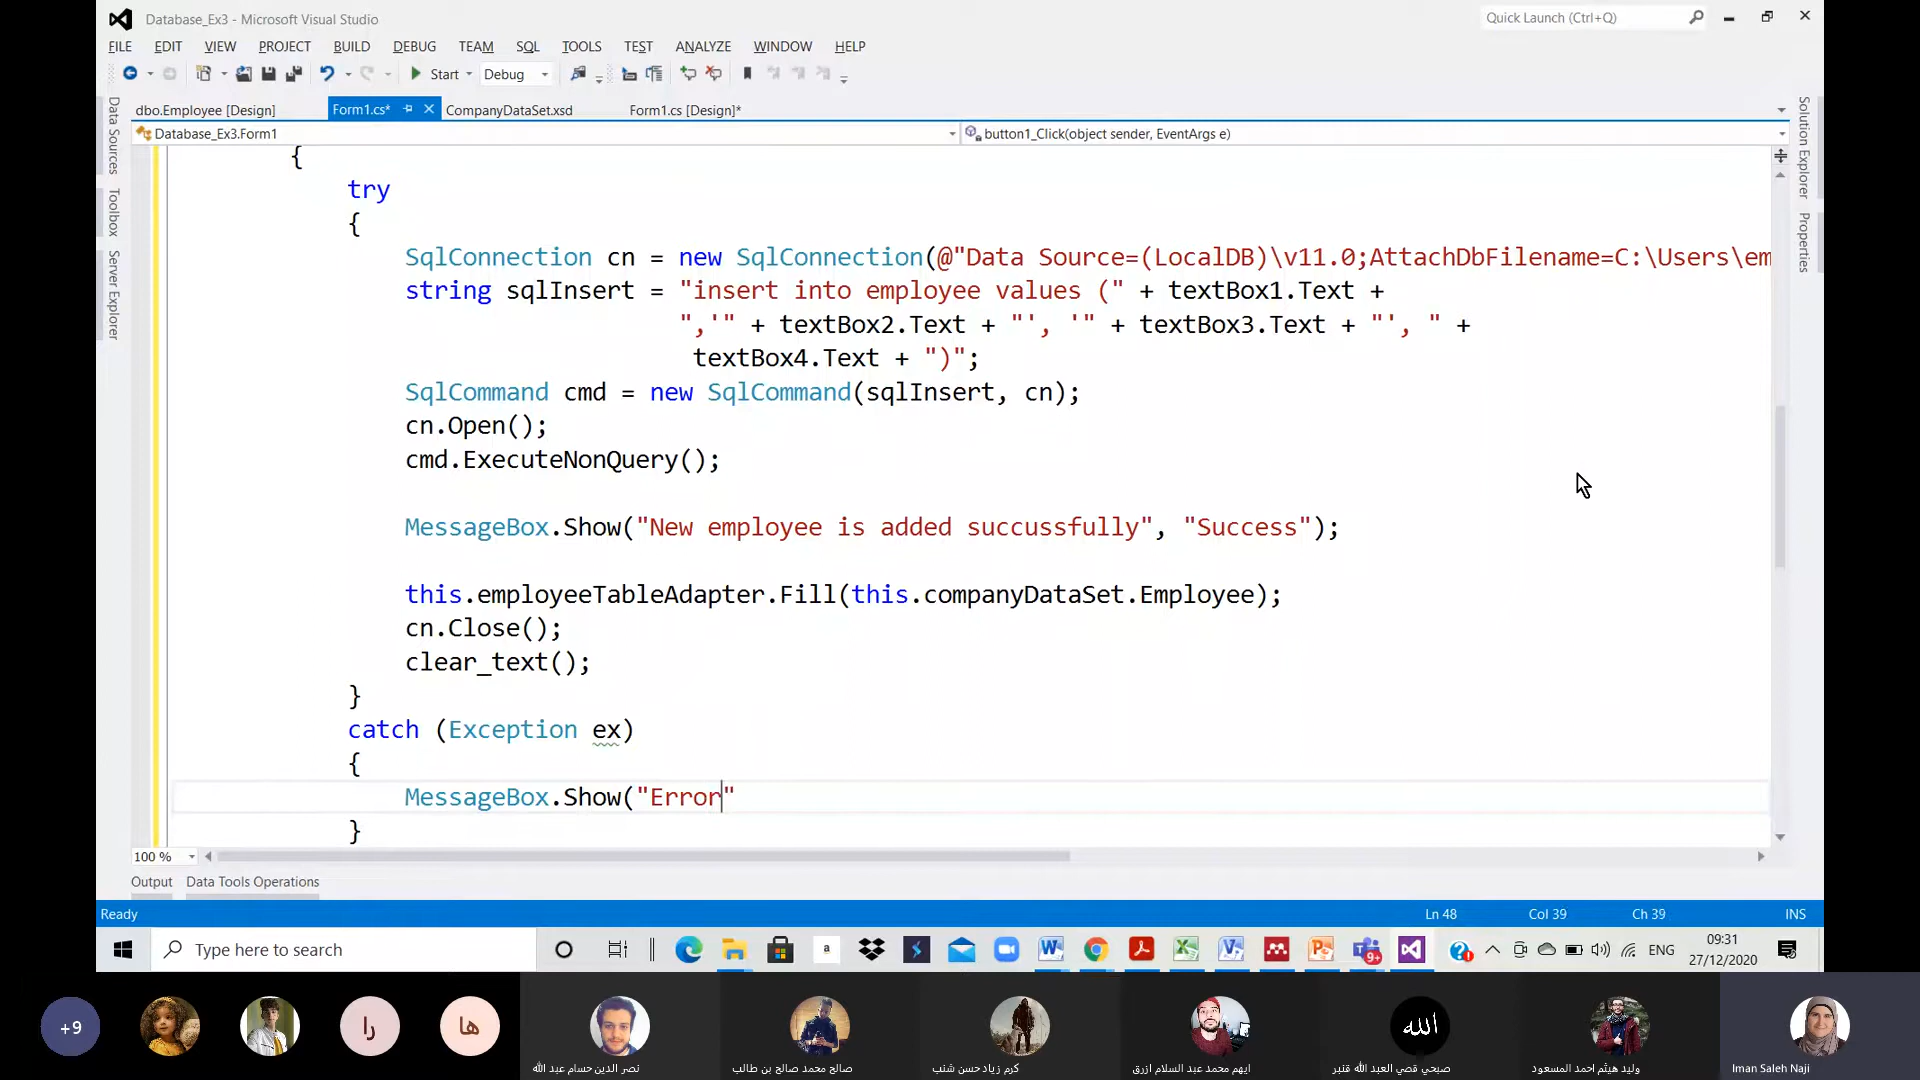 Database_Ex3 - Microsoft Visual Studio
Quick Launch (Ctrl+Q)
FILE EDIT VIEW PROJECT BUILD DEBUG TEAM SQL TOOLS TEST ANALYZE WINDOW HELP
Start Debug
dbo.Employee [Design] Form1.cs* CompanyDataSet.xsd Form1.cs [Design]*
Database_Ex3.Form1 button1_Click(object sender, EventArgs e)
Data Sources
Toolbox
Server Explorer
Solution Explorer
Properties
{
try
{
SqlConnection cn = new SqlConnection(@"Data Source=(LocalDB)\v11.0;AttachDbFilename=C:\Users\em
string sqlInsert = "insert into employee values (" + textBox1.Text +
",'" + textBox2.Text + "', '" + textBox3.Text + "', " +
textBox4.Text + ")";
SqlCommand cmd = new SqlCommand(sqlInsert, cn);
cn.Open();
cmd.ExecuteNonQuery();
MessageBox.Show("New employee is added succussfully", "Success");
this.employeeTableAdapter.Fill(this.companyDataSet.Employee);
cn.Close();
clear_text();
}
catch (Exception ex)
{
MessageBox.Show("Error"
}
100 %
Output Data Tools Operations
Ready Ln 48 Col 39 Ch 39 INS
Type here to search
a
9+
ENG
09:31
27/12/2020
+9
را
ها
الله
نصر الدين حسام عبد الله
صالح محمد صالح بن طالب
كرم زياد حسن شنب
ايهم محمد عبد السلام ازرق
صبحي قصي العبد الله قنبر
وليد هيثم احمد المسعود
Iman Saleh Naji